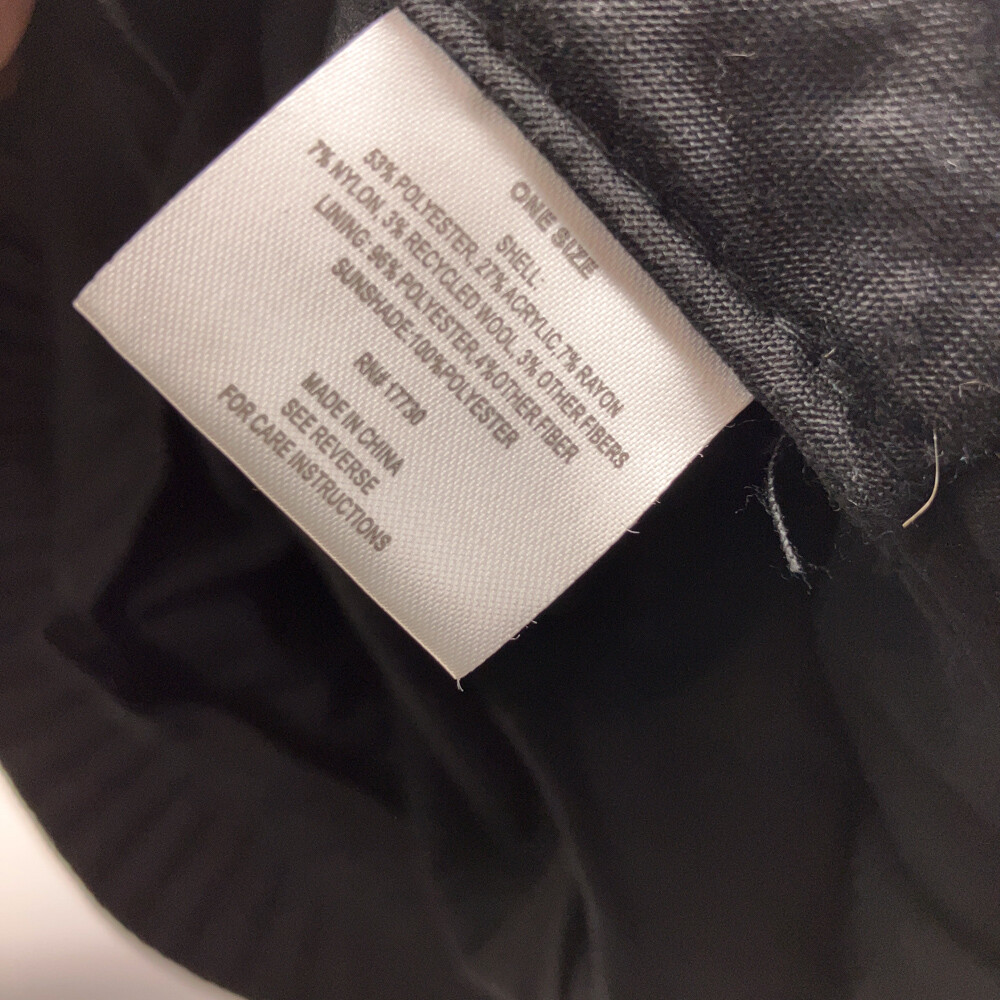 ONE SIZE
SHELL:
53% POLYESTER, 27% ACRYLIC, 7% RAYON
7% NYLON, 3% RECYCLED WOOL, 3% OTHER FIBERS
LINING: 96% POLYESTER, 4% OTHER FIBER
SUNSHADE: 100% POLYESTER
RN# 17730
MADE IN CHINA
SEE REVERSE
FOR CARE INSTRUCTIONS